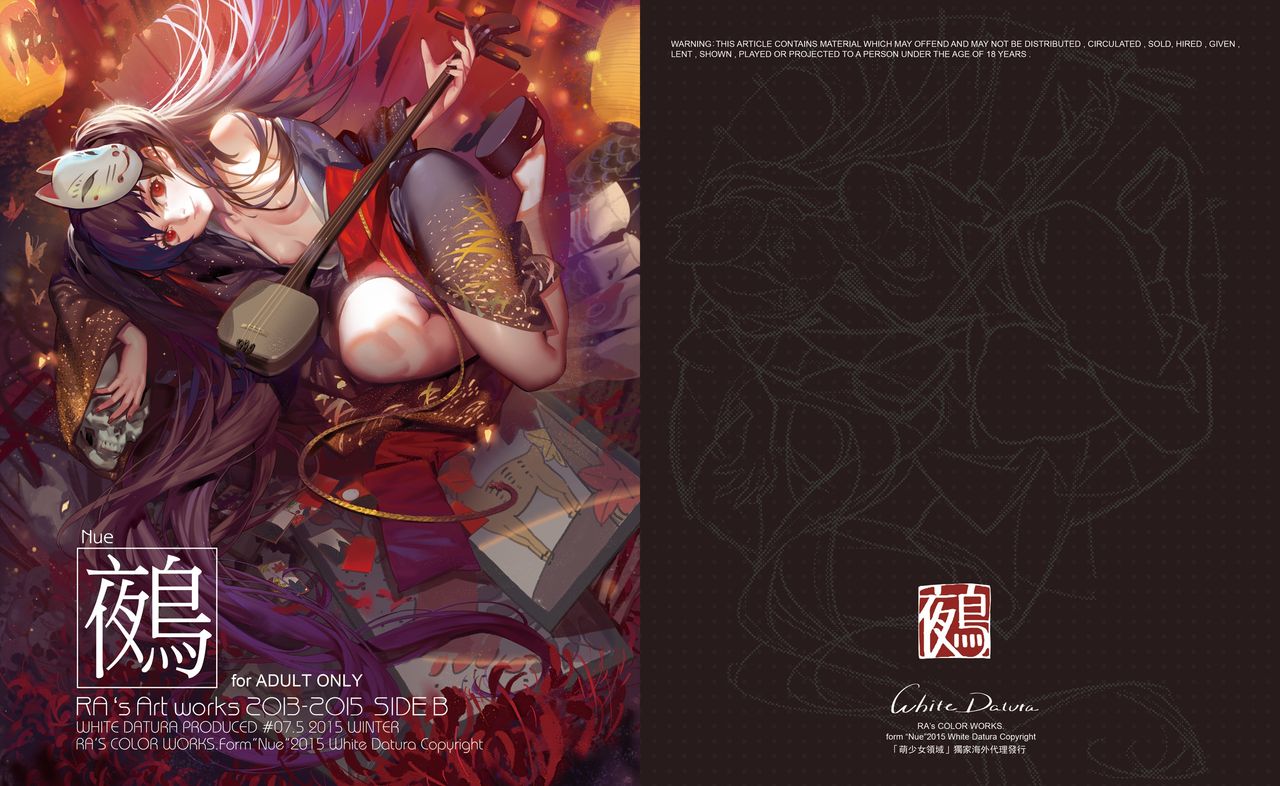 Nue
鵺
for ADULT ONLY
RA 's Art works 2013-2015 SIDE B
WHITE DATURA PRODUCED #07.5 2015 WINTER
RA'S COLOR WORKS.Form"Nue"2015 White Datura Copyright
WARNING: THIS ARTICLE CONTAINS MATERIAL WHICH MAY OFFEND AND MAY NOT BE DISTRIBUTED , CIRCULATED , SOLD, HIRED , GIVEN ,
LENT , SHOWN , PLAYED OR PROJECTED TO A PERSON UNDER THE AGE OF 18 YEARS .
鵺
White Datura
RA's COLOR WORKS.
form "Nue"2015 White Datura Copyright
「萌少女領域」獨家海外代理發行